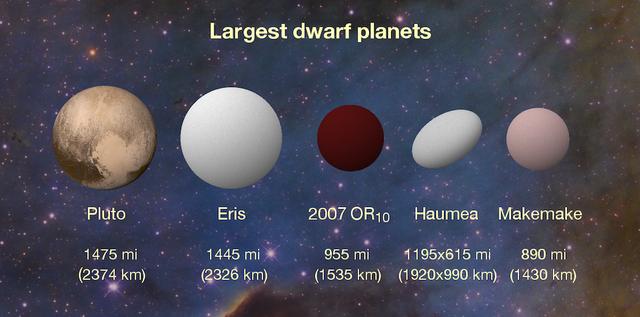 Largest dwarf planets
Pluto Eris 2007 OR₁₀ Haumea Makemake
1475 mi 1445 mi 955 mi 1195x615 mi 890 mi
(2374 km) (2326 km) (1535 km) (1920x990 km) (1430 km)